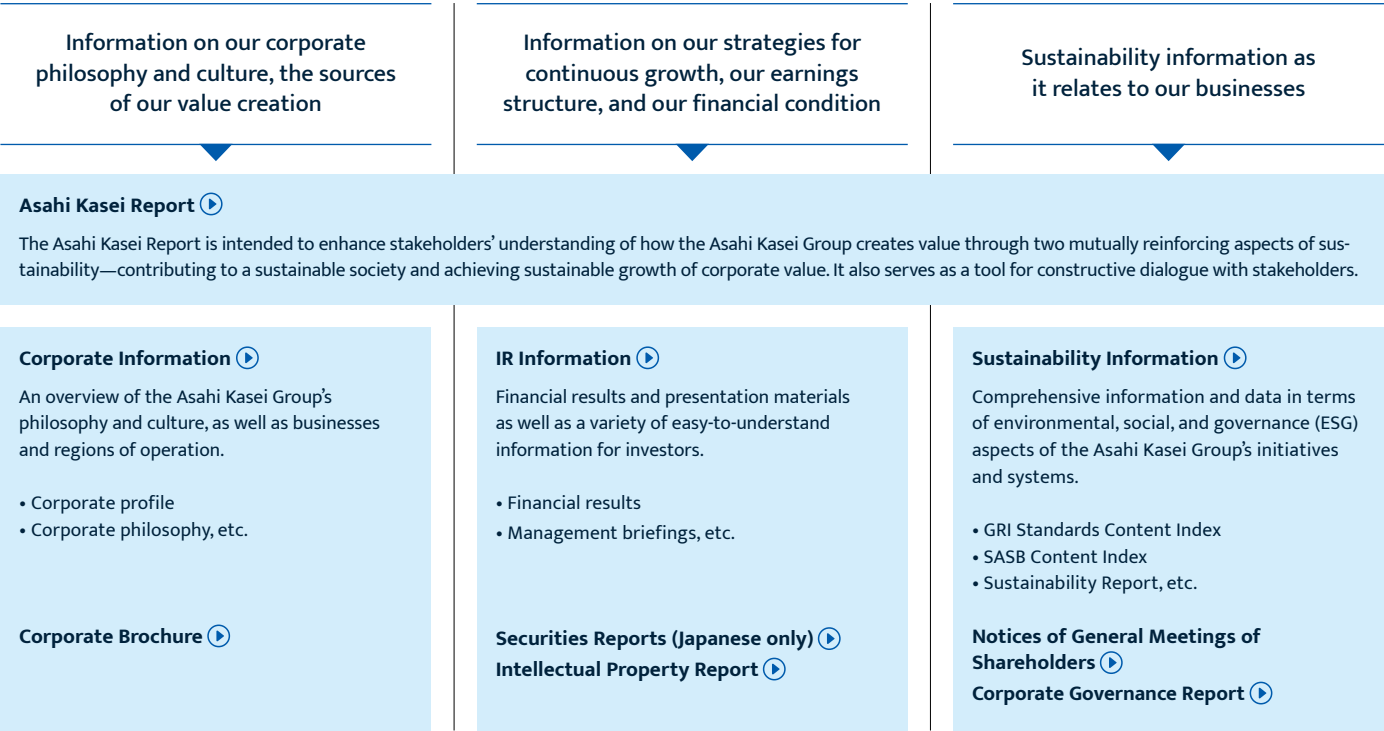 Information on our corporate
philosophy and culture, the sources
of our value creation
Information on our strategies for
continuous growth, our earnings
structure, and our financial condition
Sustainability information as
it relates to our businesses
Asahi Kasei Report
The Asahi Kasei Report is intended to enhance stakeholders’ understanding of how the Asahi Kasei Group creates value through two mutually reinforcing aspects of sus-
tainability—contributing to a sustainable society and achieving sustainable growth of corporate value. It also serves as a tool for constructive dialogue with stakeholders.
Corporate Information
An overview of the Asahi Kasei Group’s
philosophy and culture, as well as businesses
and regions of operation.
• Corporate profile
• Corporate philosophy, etc.
Corporate Brochure
IR Information
Financial results and presentation materials
as well as a variety of easy-to-understand
information for investors.
• Financial results
• Management briefings, etc.
Securities Reports (Japanese only)
Intellectual Property Report
Sustainability Information
Comprehensive information and data in terms
of environmental, social, and governance (ESG)
aspects of the Asahi Kasei Group’s initiatives
and systems.
• GRI Standards Content Index
• SASB Content Index
• Sustainability Report, etc.
Notices of General Meetings of
Shareholders
Corporate Governance Report